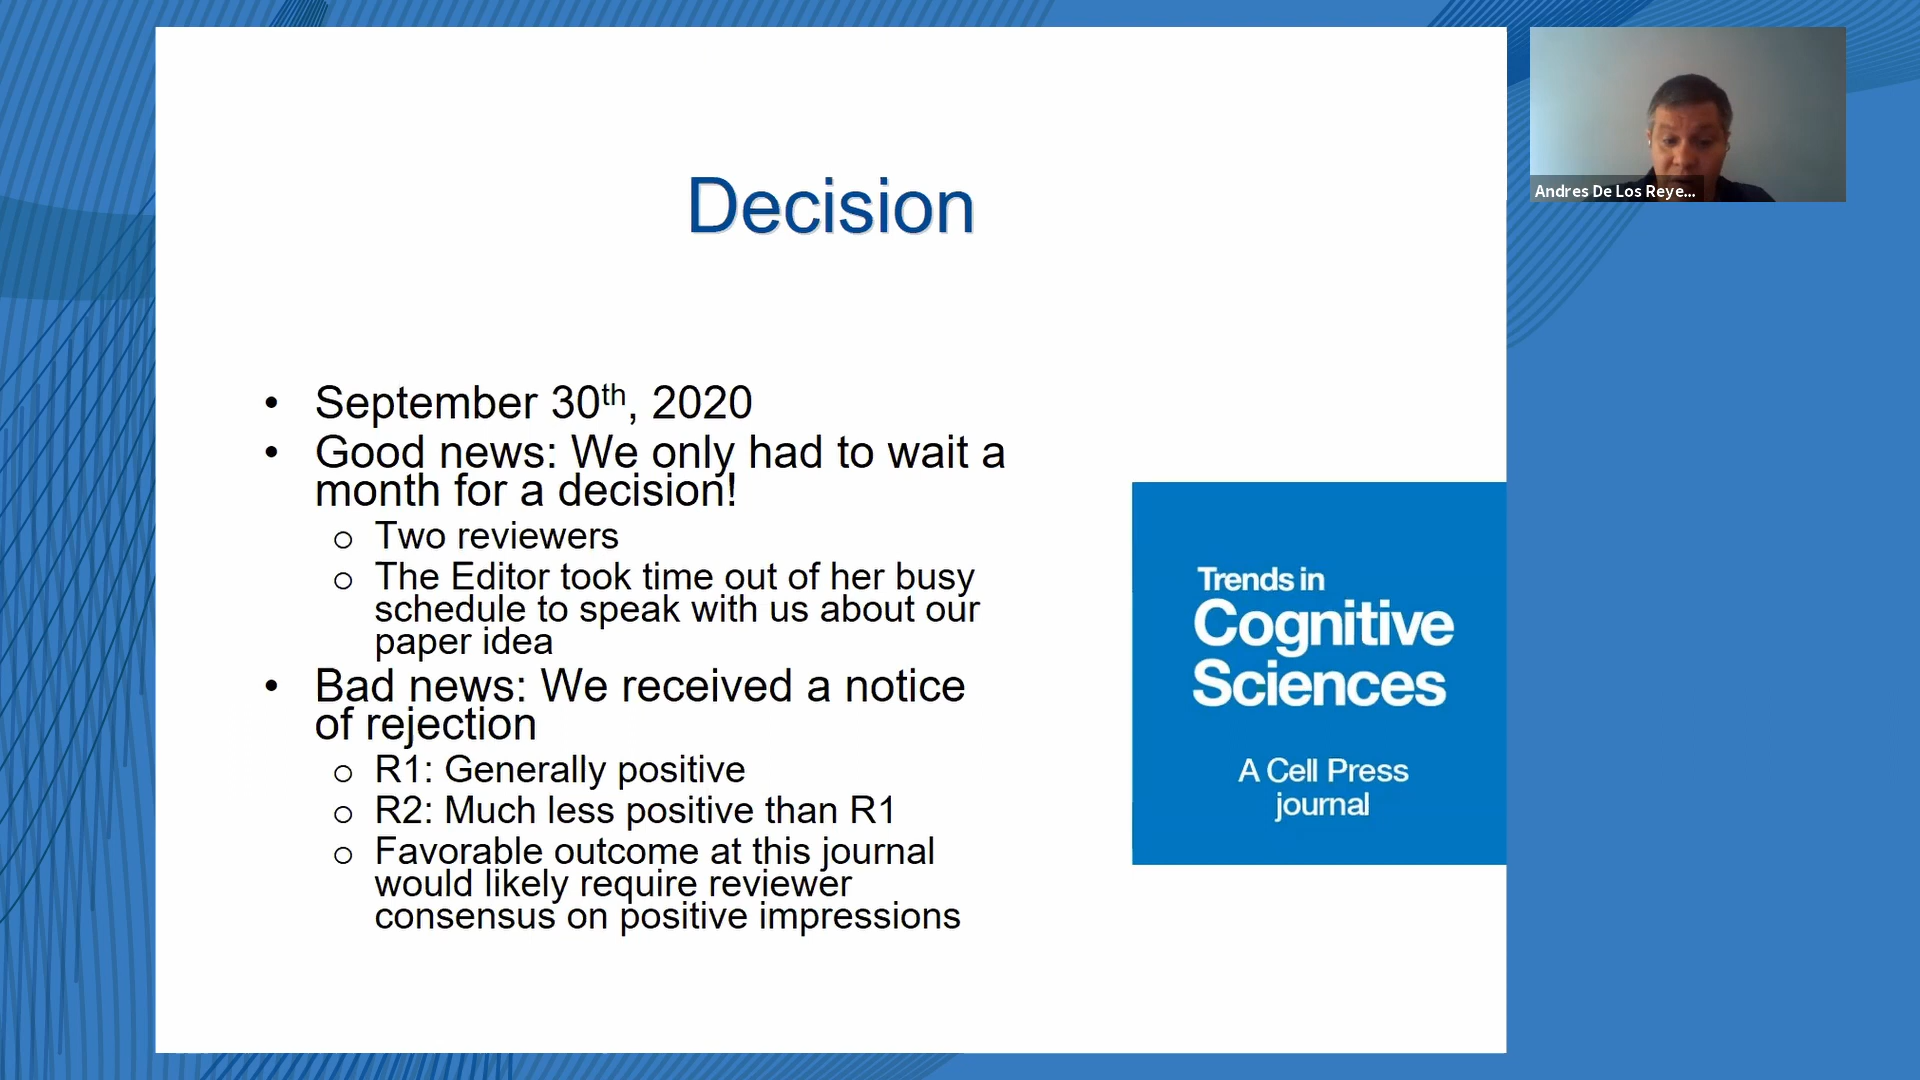 Decision
• September 30th, 2020
• Good news: We only had to wait a
month for a decision!
o Two reviewers
o The Editor took time out of her busy
schedule to speak with us about our
paper idea
• Bad news: We received a notice
of rejection
o R1: Generally positive
o R2: Much less positive than R1
o Favorable outcome at this journal
would likely require reviewer
consensus on positive impressions
Trends in
Cognitive
Sciences
A Cell Press
journal
Andres De Los Reye...